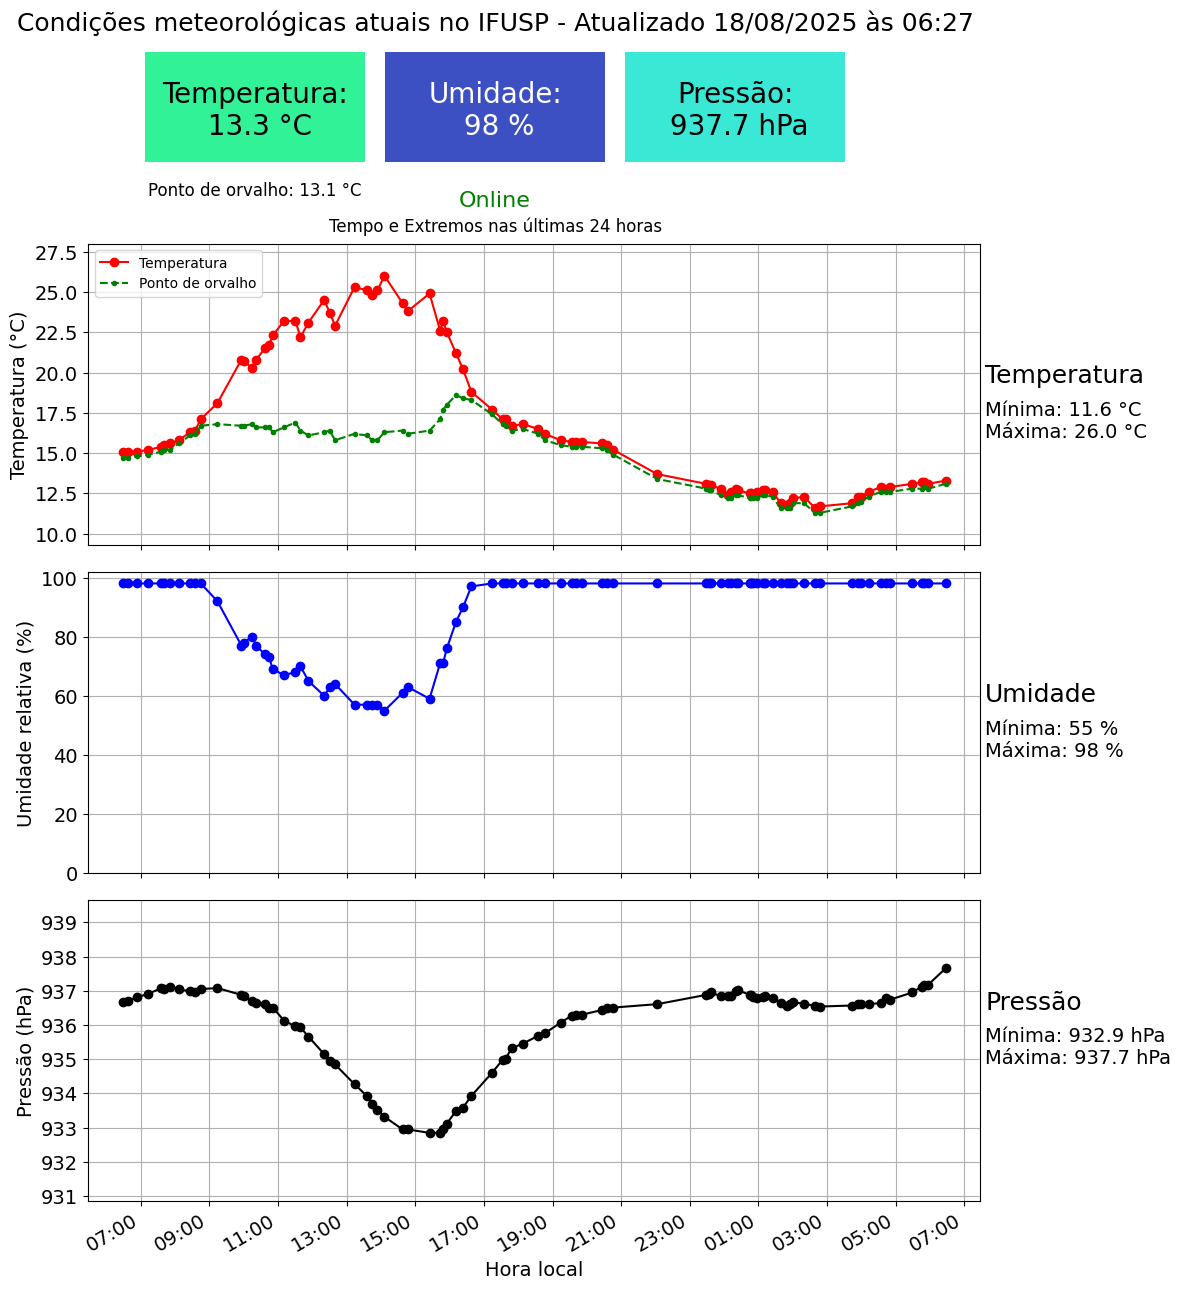 Condições meteorológicas atuais no IFUSP - Atualizado 18/08/2025 às 06:27
Temperatura:
13.3 °C
Umidade:
98 %
Pressão:
937.7 hPa
Ponto de orvalho: 13.1 °C
Online
Tempo e Extremos nas últimas 24 horas
Temperatura (°C)
27.5
25.0
22.5
20.0
17.5
15.0
12.5
10.0
Temperatura
Ponto de orvalho
Temperatura
Mínima: 11.6 °C
Máxima: 26.0 °C
Umidade relativa (%)
100
80
60
40
20
0
Umidade
Mínima: 55 %
Máxima: 98 %
Pressão (hPa)
939
938
937
936
935
934
933
932
931
Pressão
Mínima: 932.9 hPa
Máxima: 937.7 hPa
07:00
09:00
11:00
13:00
15:00
17:00
19:00
21:00
23:00
01:00
03:00
05:00
07:00
Hora local